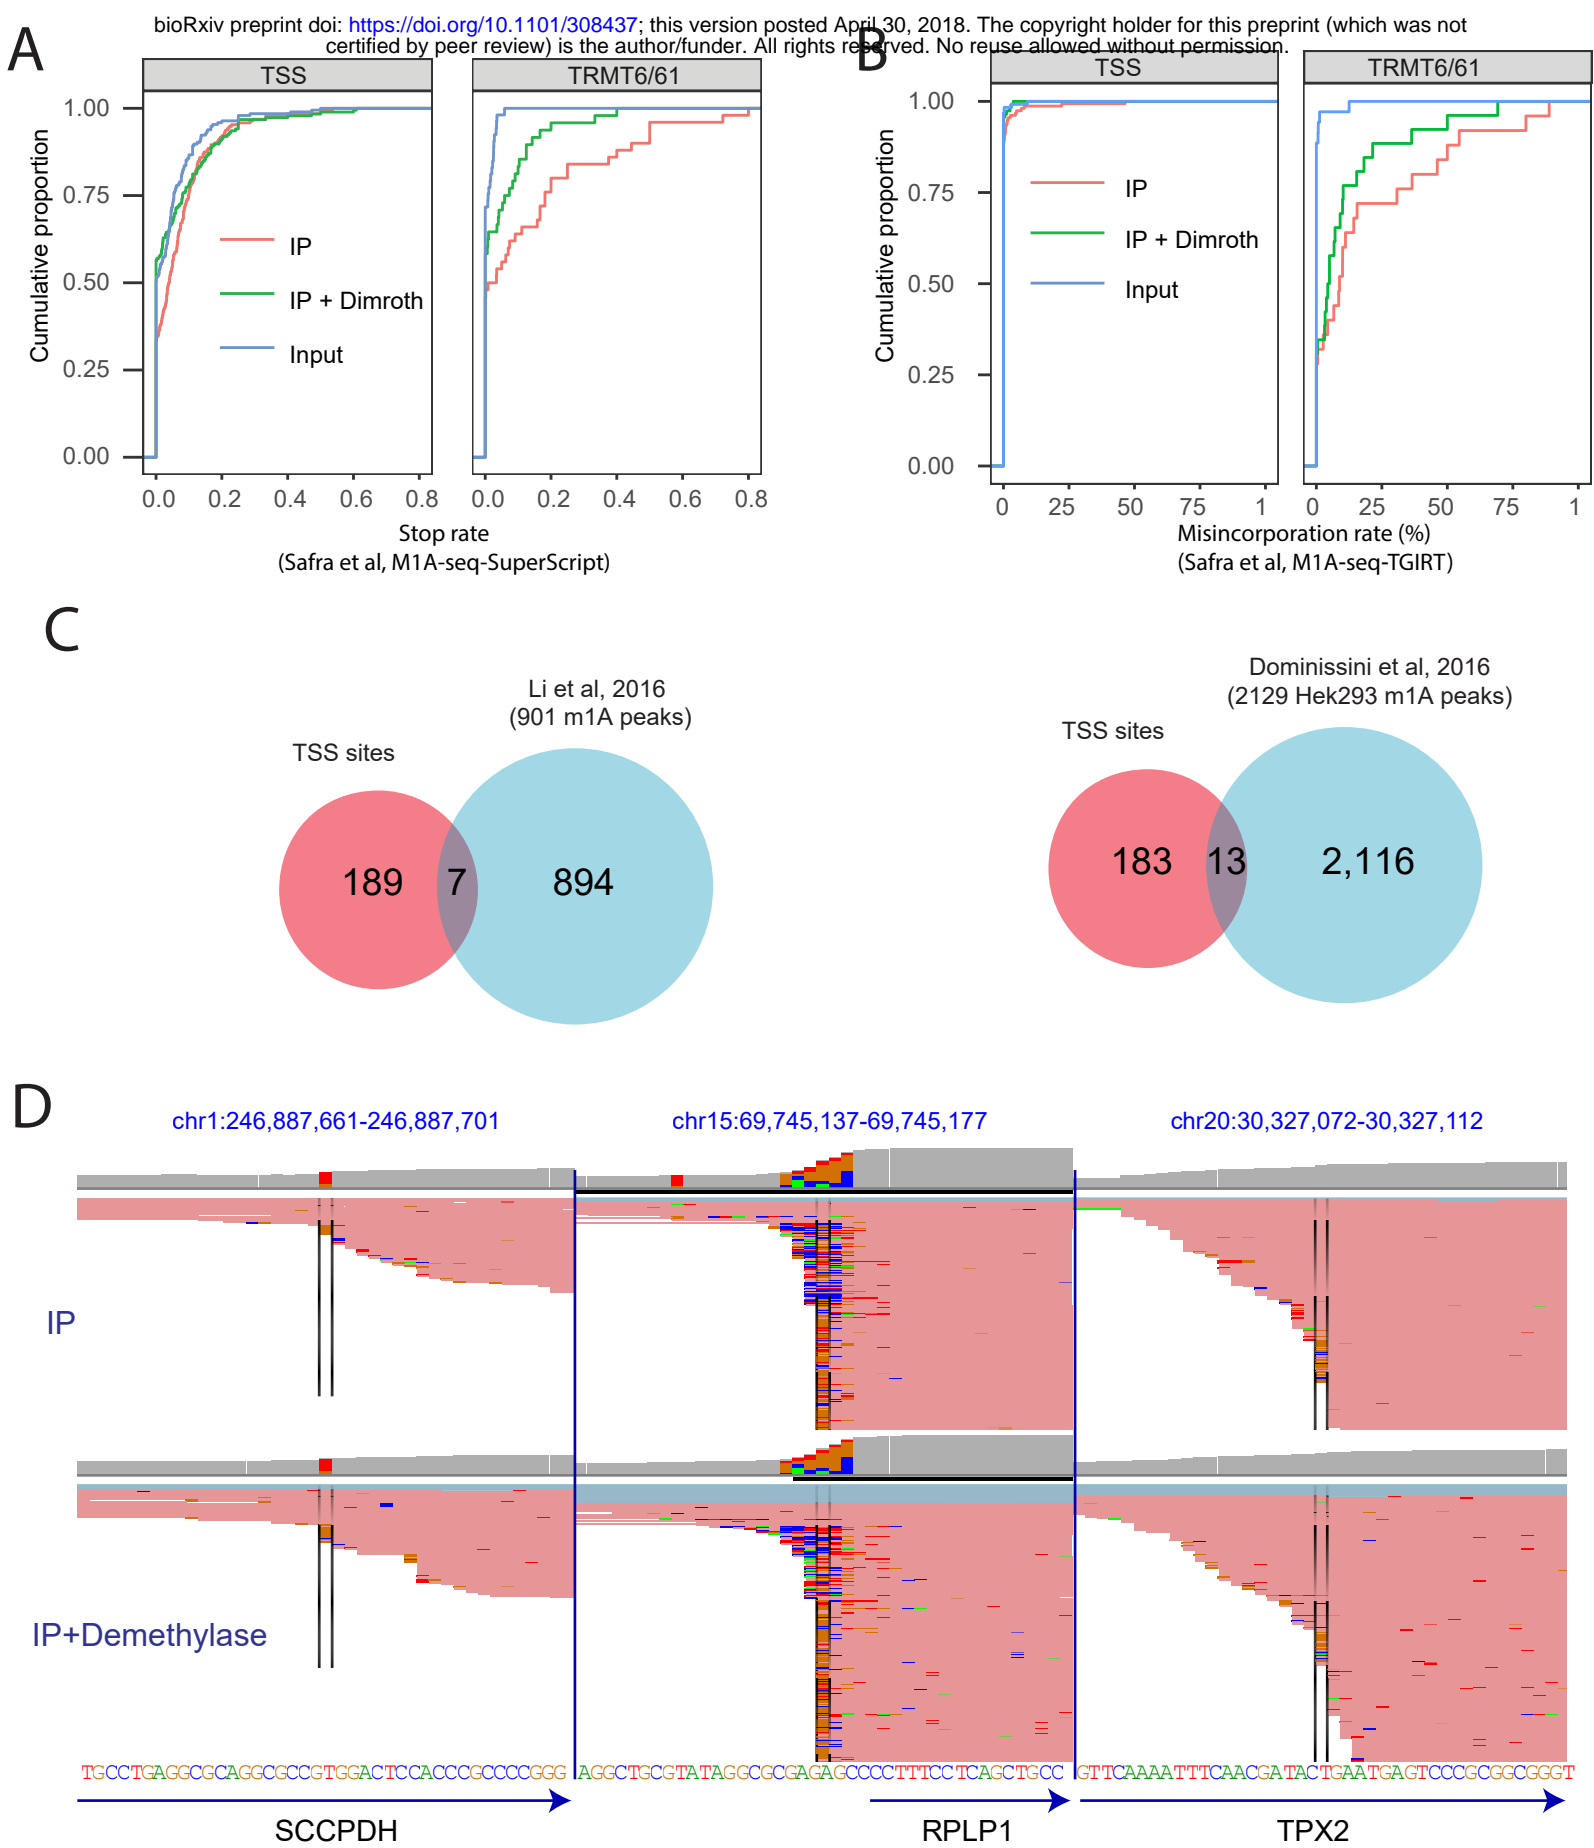 bioRxiv preprint doi: https://doi.org/10.1101/308437; this version posted April 30, 2018. The copyright holder for this preprint (which was not
certified by peer review) is the author/funder. All rights reserved. No reuse allowed without permission.
A
TSS
TRMT6/61
Cumulative proportion
1.00
0.75
0.50
0.25
0.00
IP
IP + Dimroth
Input
0.0 0.2 0.4 0.6 0.8
0.0 0.2 0.4 0.6 0.8
Stop rate
(Safra et al, M1A-seq-SuperScript)
B
TSS
TRMT6/61
Cumulative proportion
1.00
0.75
0.50
0.25
0.00
IP
IP + Dimroth
Input
0 25 50 75 1
0 25 50 75 1
Misincorporation rate (%)
(Safra et al, M1A-seq-TGIRT)
C
TSS sites
Li et al, 2016
(901 m1A peaks)
189 7 894
TSS sites
Dominissini et al, 2016
(2129 Hek293 m1A peaks)
183 13 2,116
D
chr1:246,887,661-246,887,701
chr15:69,745,137-69,745,177
chr20:30,327,072-30,327,112
IP
IP+Demethylase
TGCCTGAGGCGCAGGCGCCGTGGACTCCACCCGCCCCGGG
AGGCTGCGTATAGGCGCGAGAGCCCCTTTCCTCAGCTGCC
GTTCAAAATTTCAACGATACTGAATGAGTCCCGCGGCGGGT
SCCPDH
RPLP1
TPX2